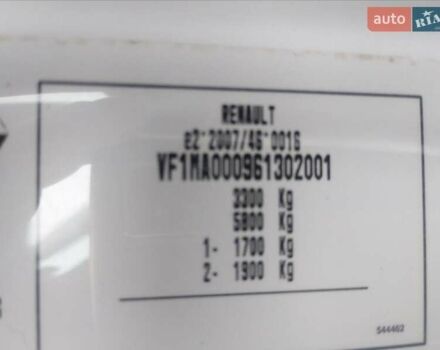 auto RIA
RENAULT
e2*2007/46*0016
VF1MA000961302001
3300 Kg
5800 Kg
1- 1700 Kg
2- 1900 Kg
544462